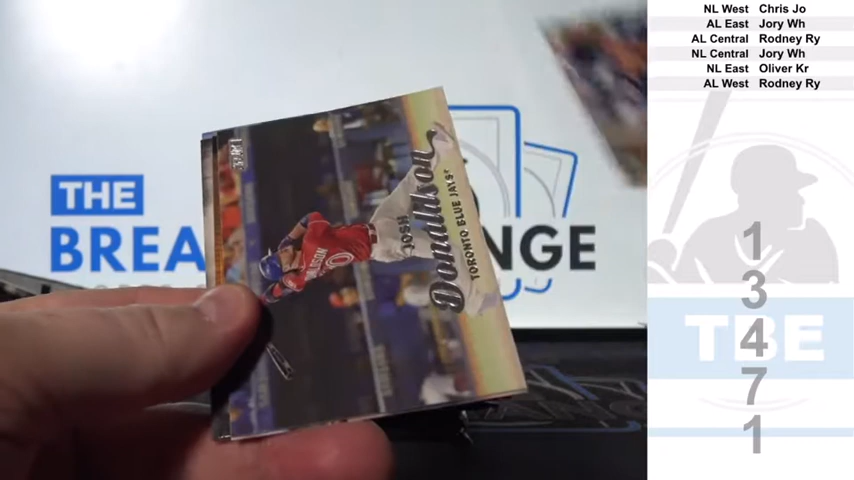 NL West Chris Jo
AL East Jory Wh
AL Central Rodney Ry
NL Central Jory Wh
NL East Oliver Kr
AL West Rodney Ry
THE
BREA NGE
JOSH
Donaldson
TORONTO BLUE JAYS
TBE
1
3
4
7
1